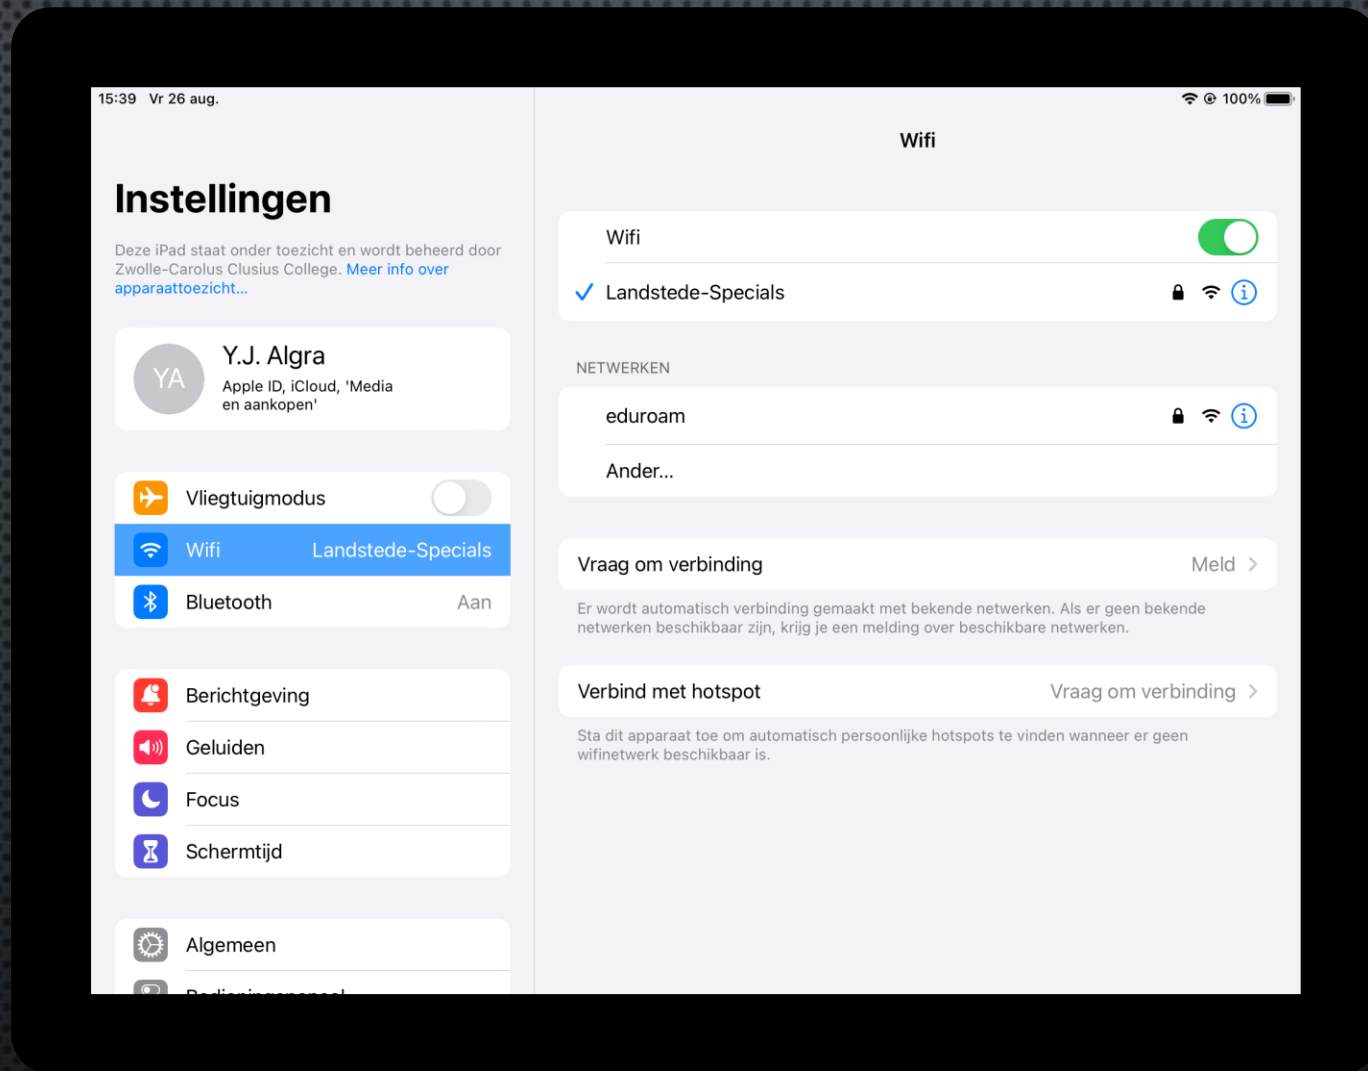 15:39 Vr 26 aug.
100%
Instellingen
Deze iPad staat onder toezicht en wordt beheerd door
Zwolle-Carolus Clusius College. Meer info over
apparaattoezicht...
YA
Y.J. Algra
Apple ID, iCloud, 'Media
en aankopen'
Vliegtuigmodus
Wifi Landstede-Specials
Bluetooth Aan
Berichtgeving
Geluiden
Focus
Schermtijd
Algemeen
Wifi
Wifi
Landstede-Specials
NETWERKEN
eduroam
Ander...
Vraag om verbinding Meld
Er wordt automatisch verbinding gemaakt met bekende netwerken. Als er geen bekende
netwerken beschikbaar zijn, krijg je een melding over beschikbare netwerken.
Verbind met hotspot Vraag om verbinding
Sta dit apparaat toe om automatisch persoonlijke hotspots te vinden wanneer er geen
wifinetwerk beschikbaar is.